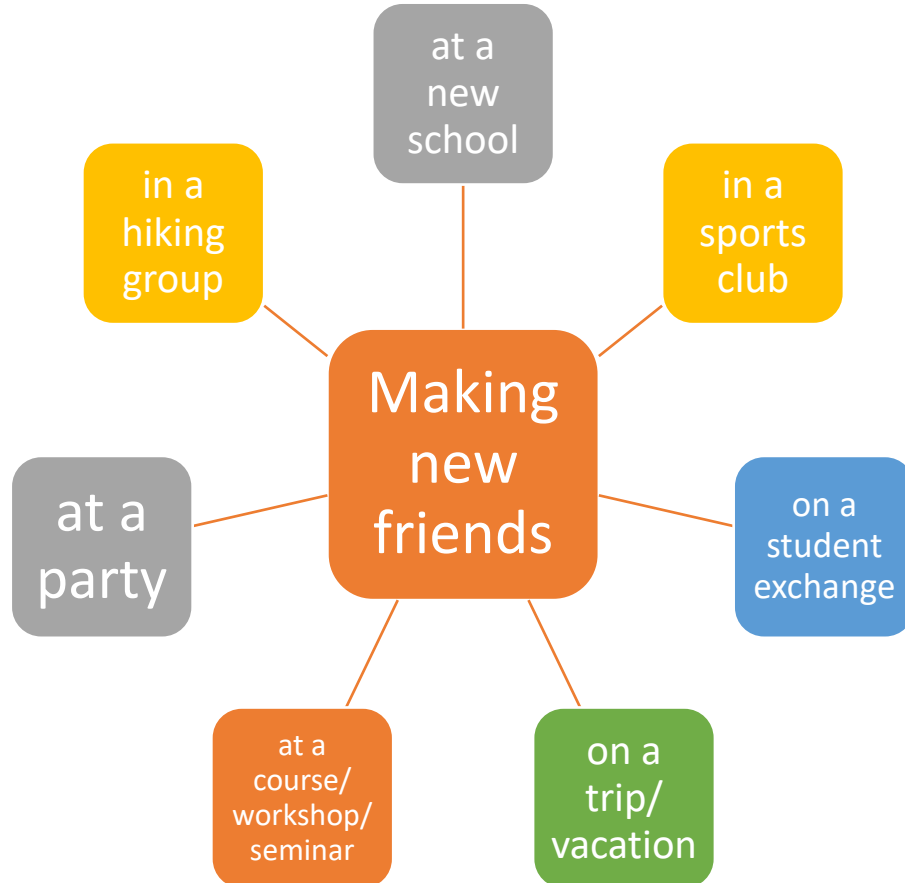 at a
new
school
in a
hiking
group
in a
sports
club
Making
new
friends
at a
party
on a
student
exchange
at a
course/
workshop/
seminar
on a
trip/
vacation